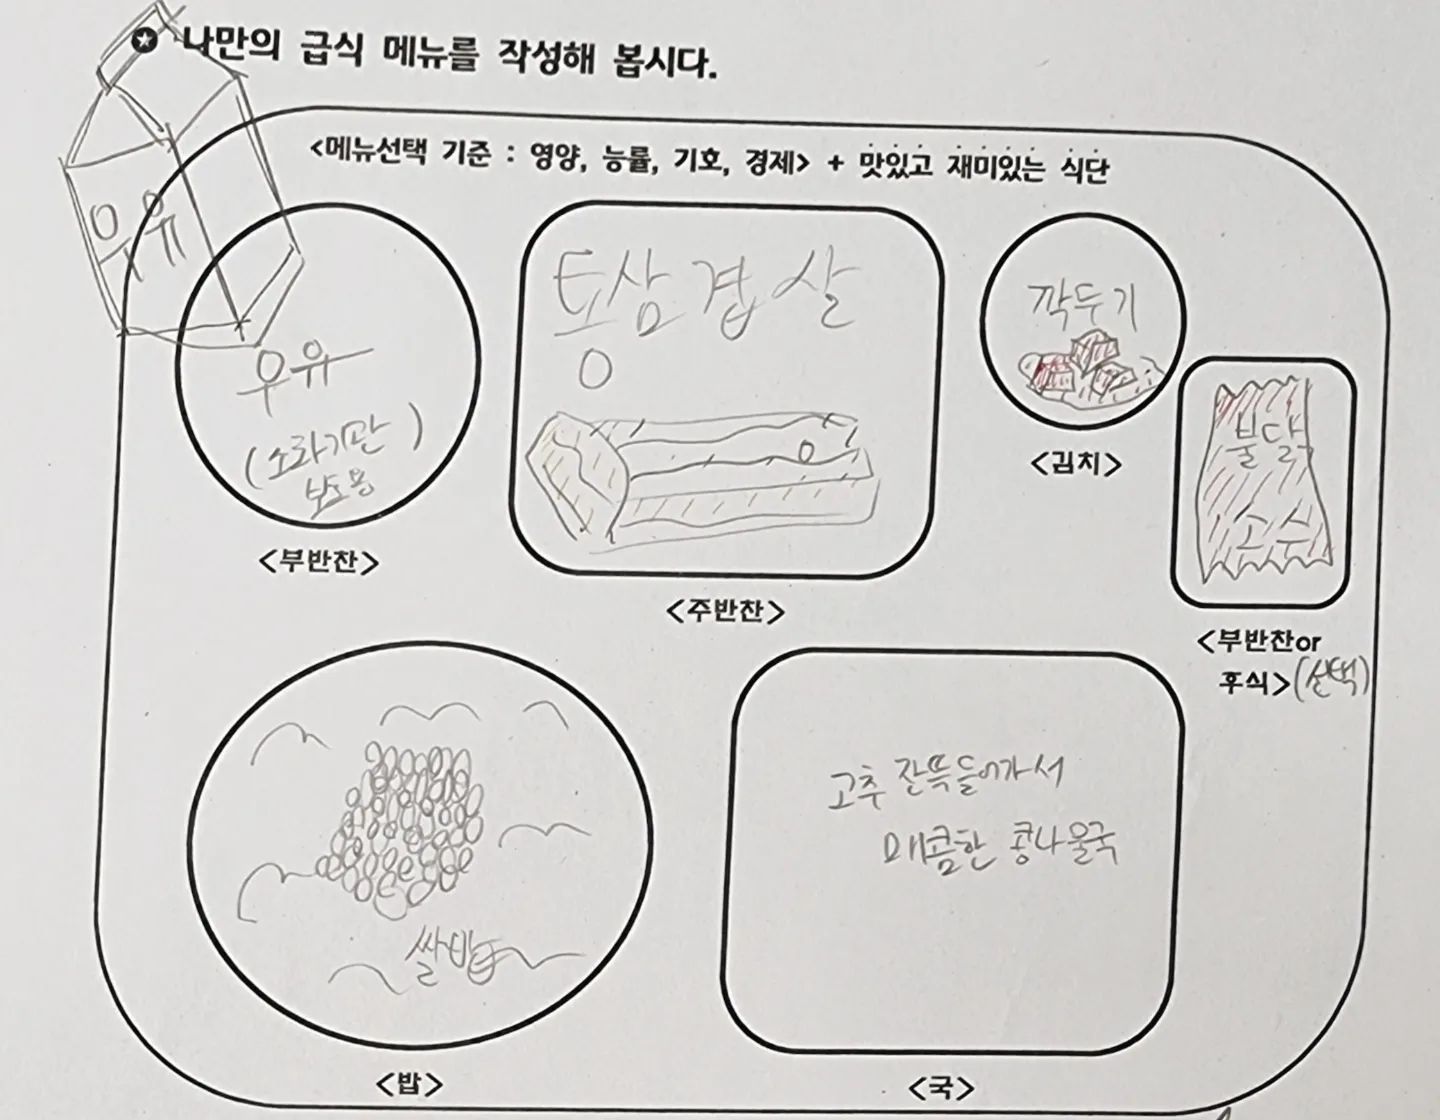 나만의 급식 메뉴를 작성해 봅시다.
<메뉴선택 기준 : 영양, 능률, 기호, 경제> + 맛있고 재미있는 식단
우유
우유
(소화기관)
보호용
통삼겹살
깍두기
<김치>
불닭
소수
<부반찬>
<주반찬>
<부반찬or
후식>(선택)
쌀밥
고추 잔뜩들어가서
매콤한 콩나물국
<밥>
<국>